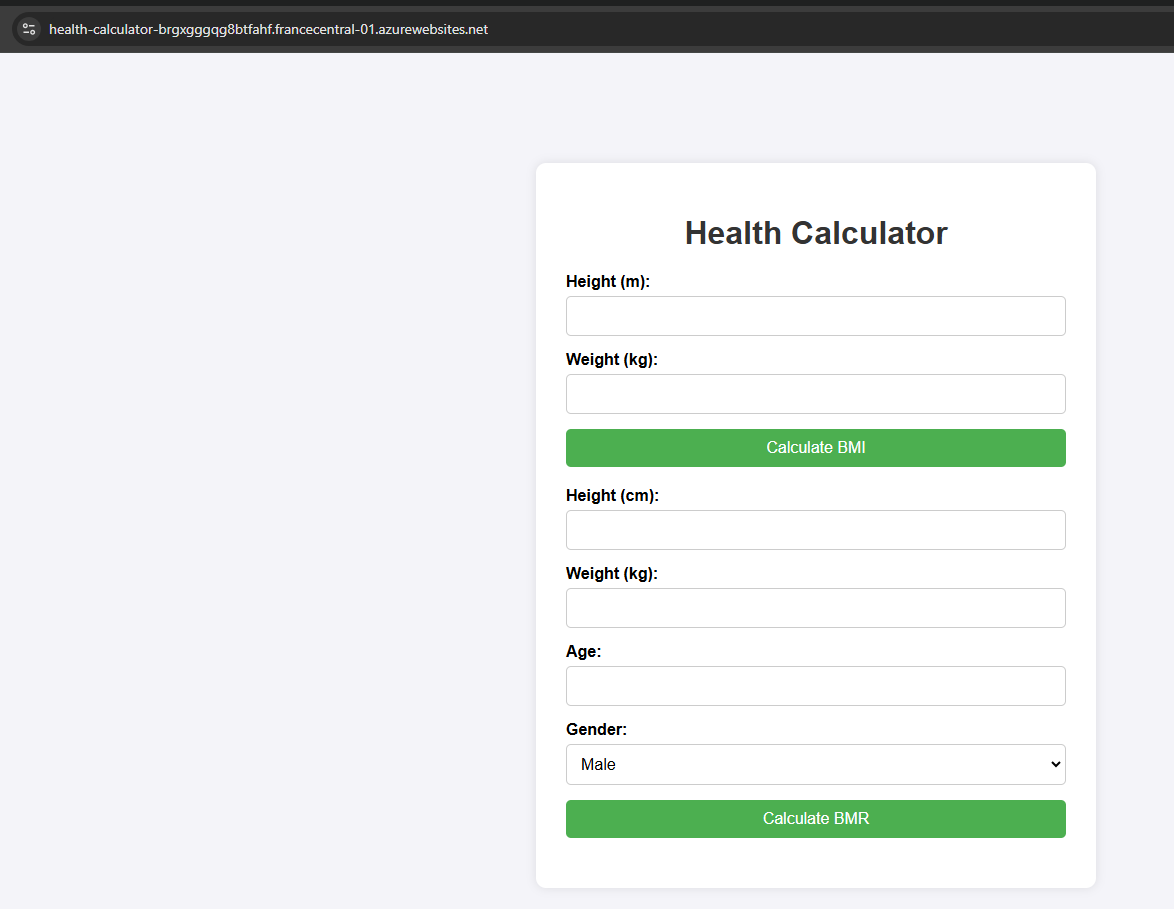 health-calculator-brgxgggqg8btfahf.francecentral-01.azurewebsites.net
Health Calculator
Height (m):
Weight (kg):
Calculate BMI
Height (cm):
Weight (kg):
Age:
Gender:
Male
Calculate BMR